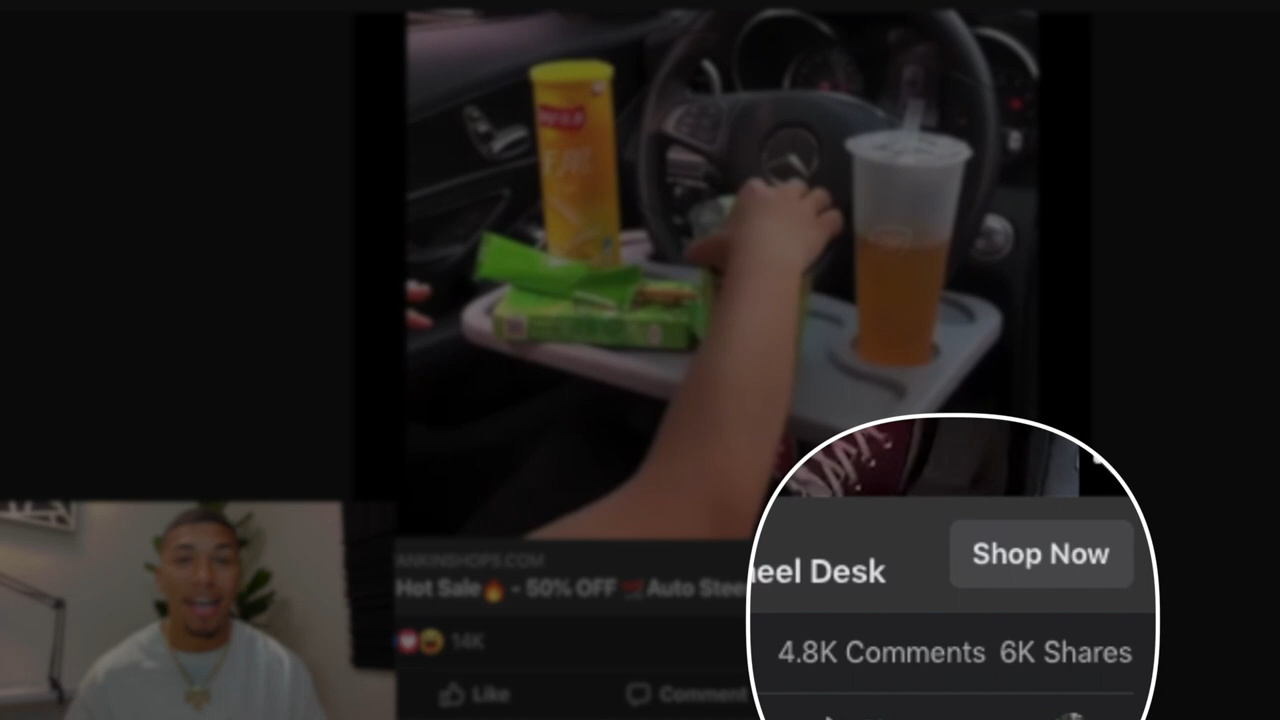 ANKINSHOPS.COM
Hot Sale🔥 - 50% OFF 💯Auto Stee
eel Desk
Shop Now
14K
4.8K Comments 6K Shares
Like
Comment